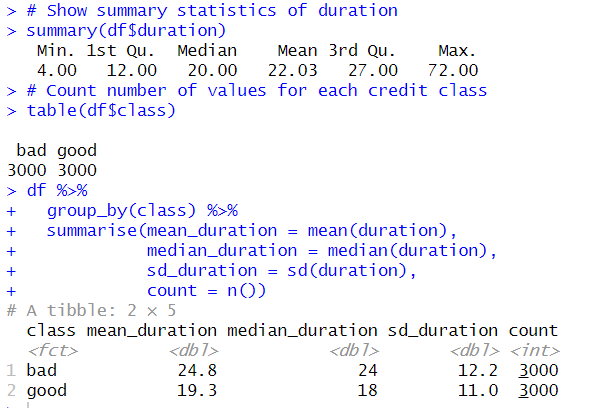 > # Show summary statistics of duration
> summary(df$duration)
   Min. 1st Qu.  Median    Mean 3rd Qu.    Max.
   4.00   12.00   20.00   22.03   27.00   72.00
> # Count number of values for each credit class
> table(df$class)

 bad good
3000 3000
> df %>%
+   group_by(class) %>%
+   summarise(mean_duration = mean(duration),
+             median_duration = median(duration),
+             sd_duration = sd(duration),
+             count = n())
# A tibble: 2 × 5
  class mean_duration median_duration sd_duration count
  <fct>         <dbl>           <dbl>       <dbl> <int>
1 bad            24.8              24        12.2  3000
2 good           19.3              18        11.0  3000